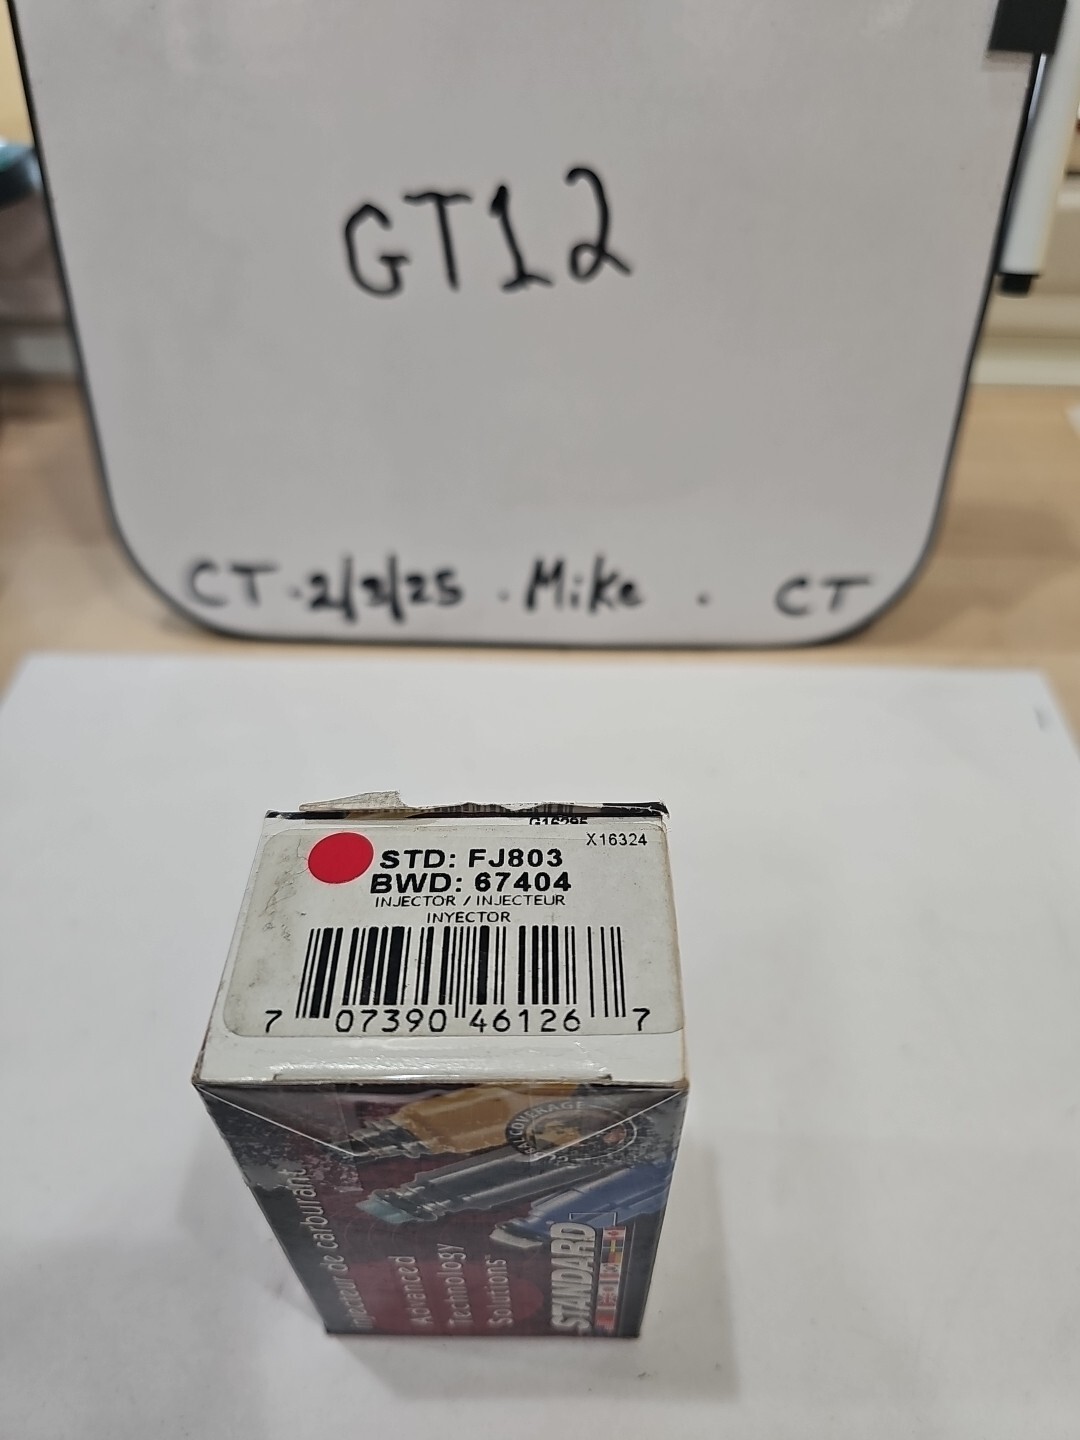 GT12
CT · 2/3/25 · Mike · CT
X16324
STD: FJ803
BWD: 67404
INJECTOR / INJECTEUR
INYECTOR
7 07390 46126 7
Injecteur de carburant
Advanced
Technology
Solutions
STANDARD